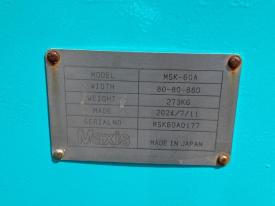 MODEL MSK-60A
WIDTH 60-80-880
WEIGHT 273KG
MADE 2024/7/11
SERIAL NO MSK60A0177
Maxis MADE IN JAPAN